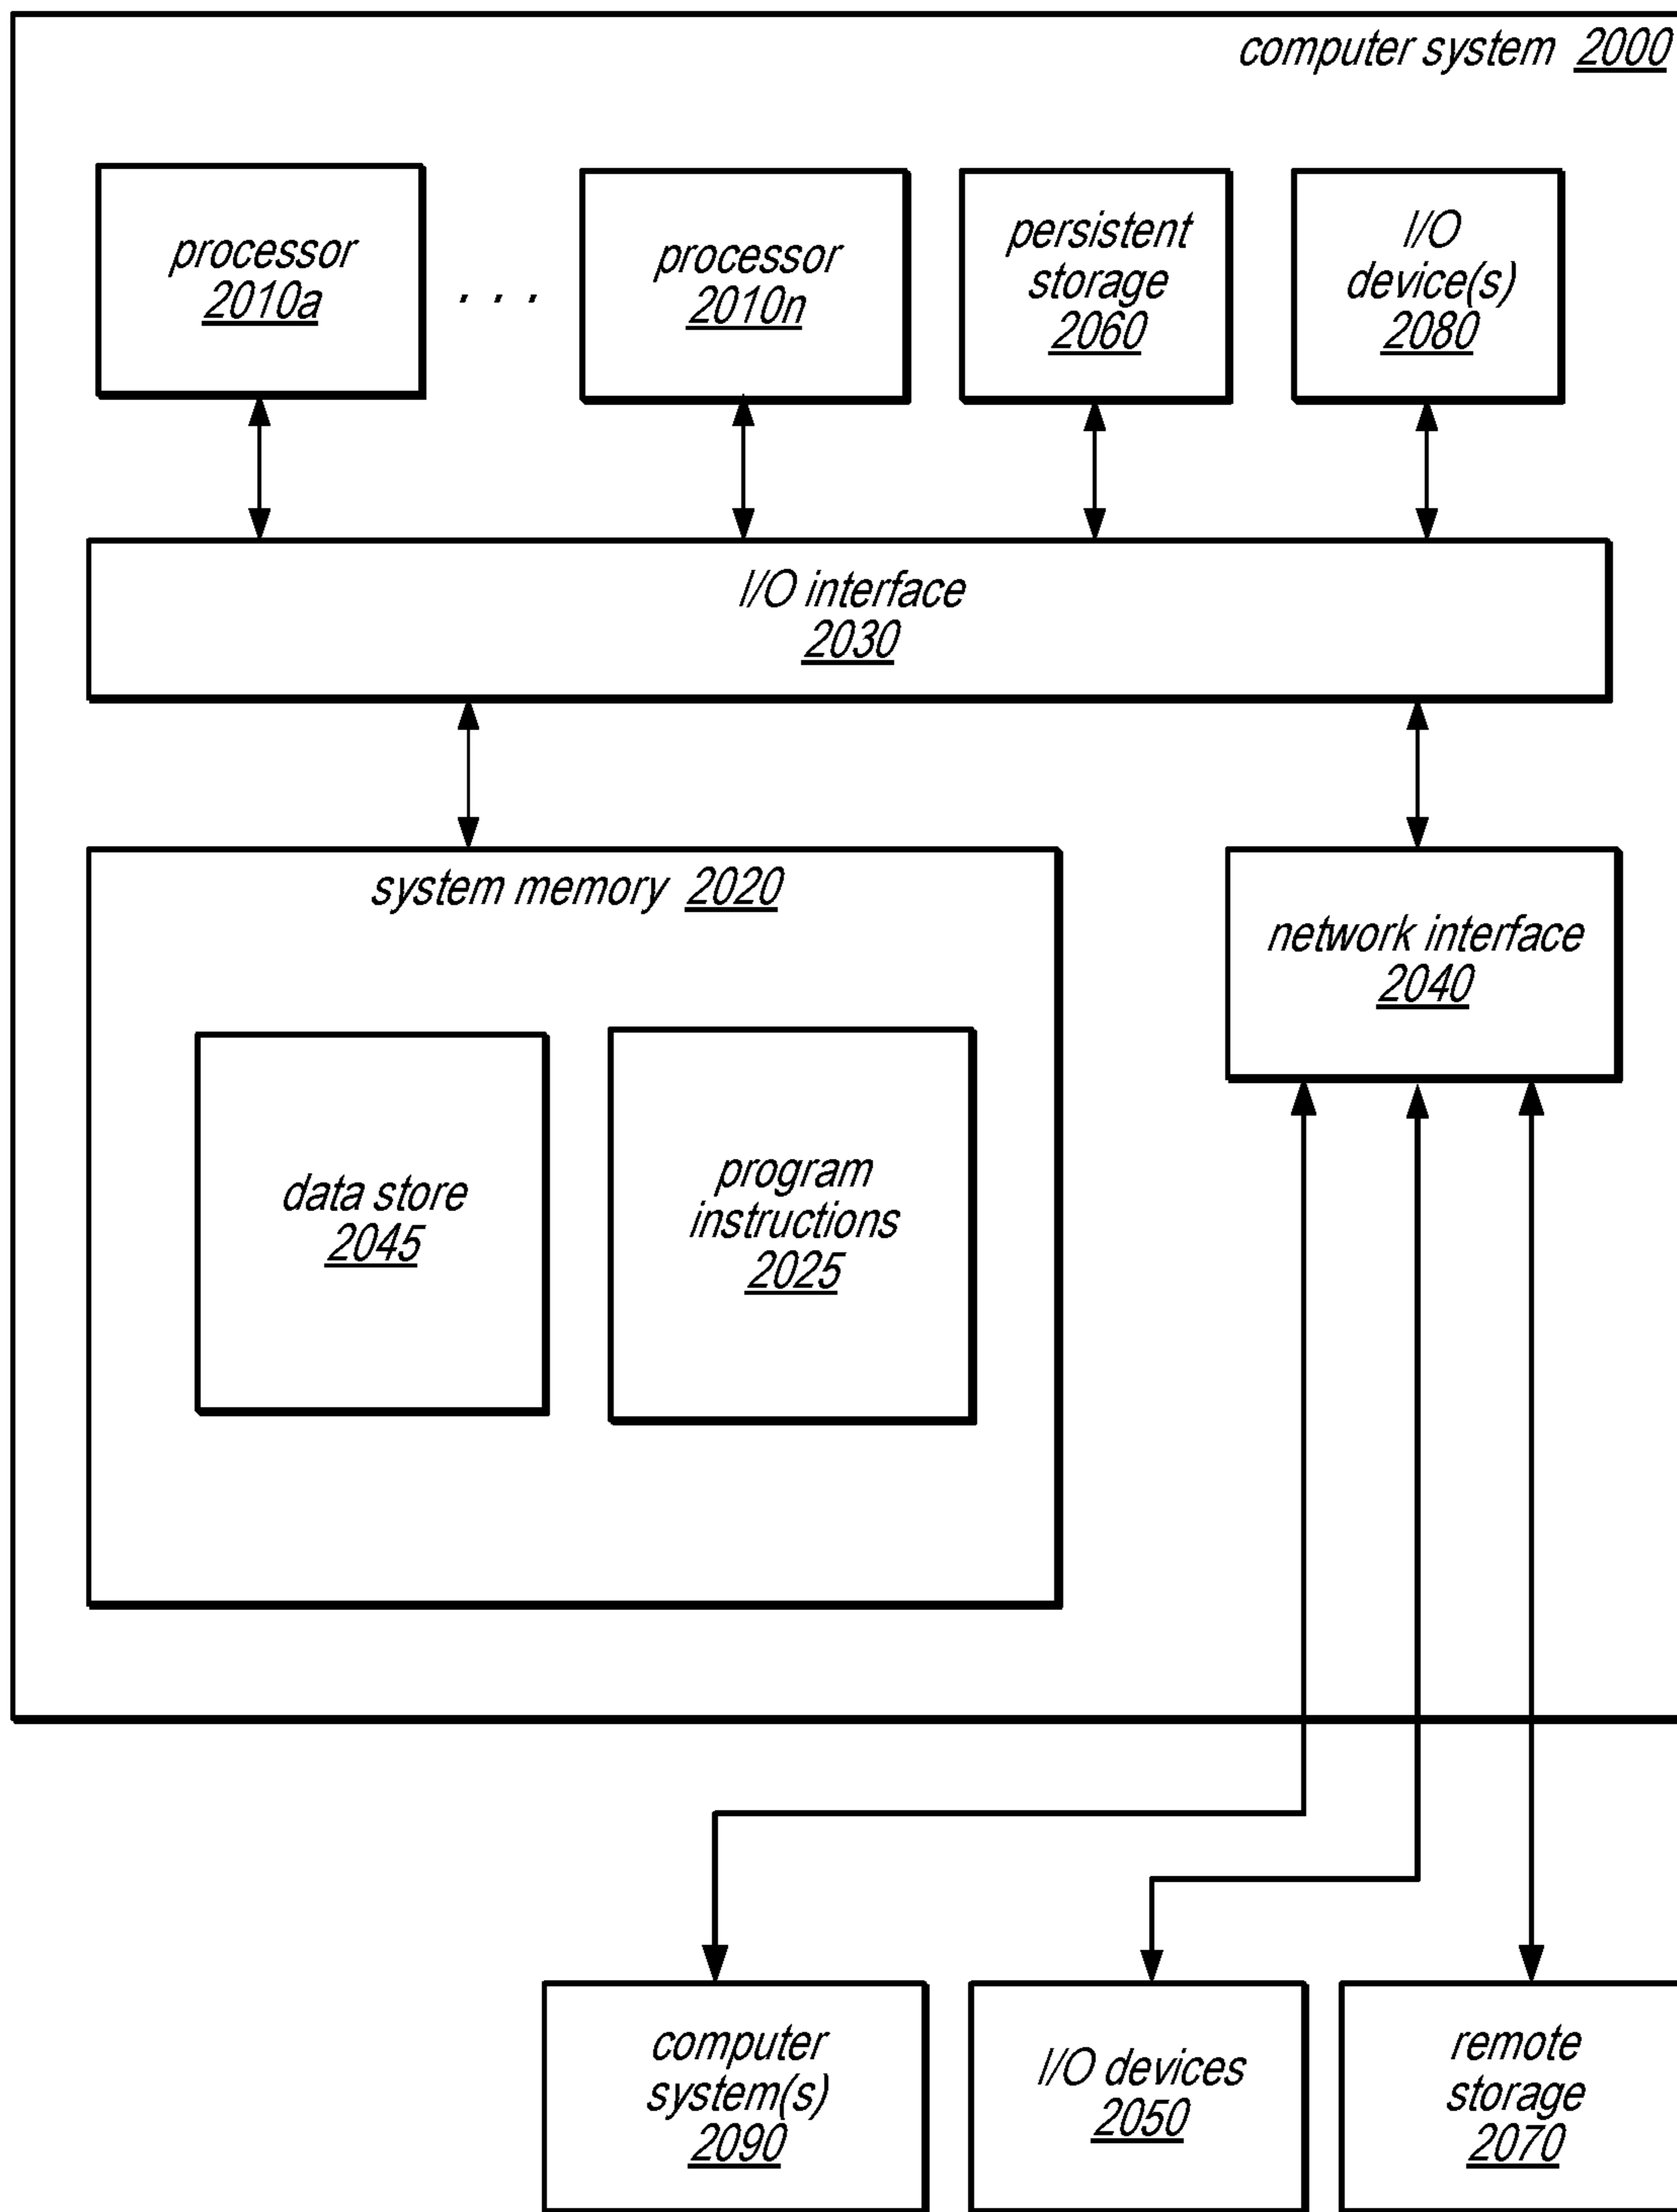 computer system 2000
processor
2010a
. . .
processor
2010n
persistent
storage
2060
I/O
device(s)
2080
I/O interface
2030
system memory 2020
network interface
2040
data store
2045
program
instructions
2025
computer
system(s)
2090
I/O devices
2050
remote
storage
2070